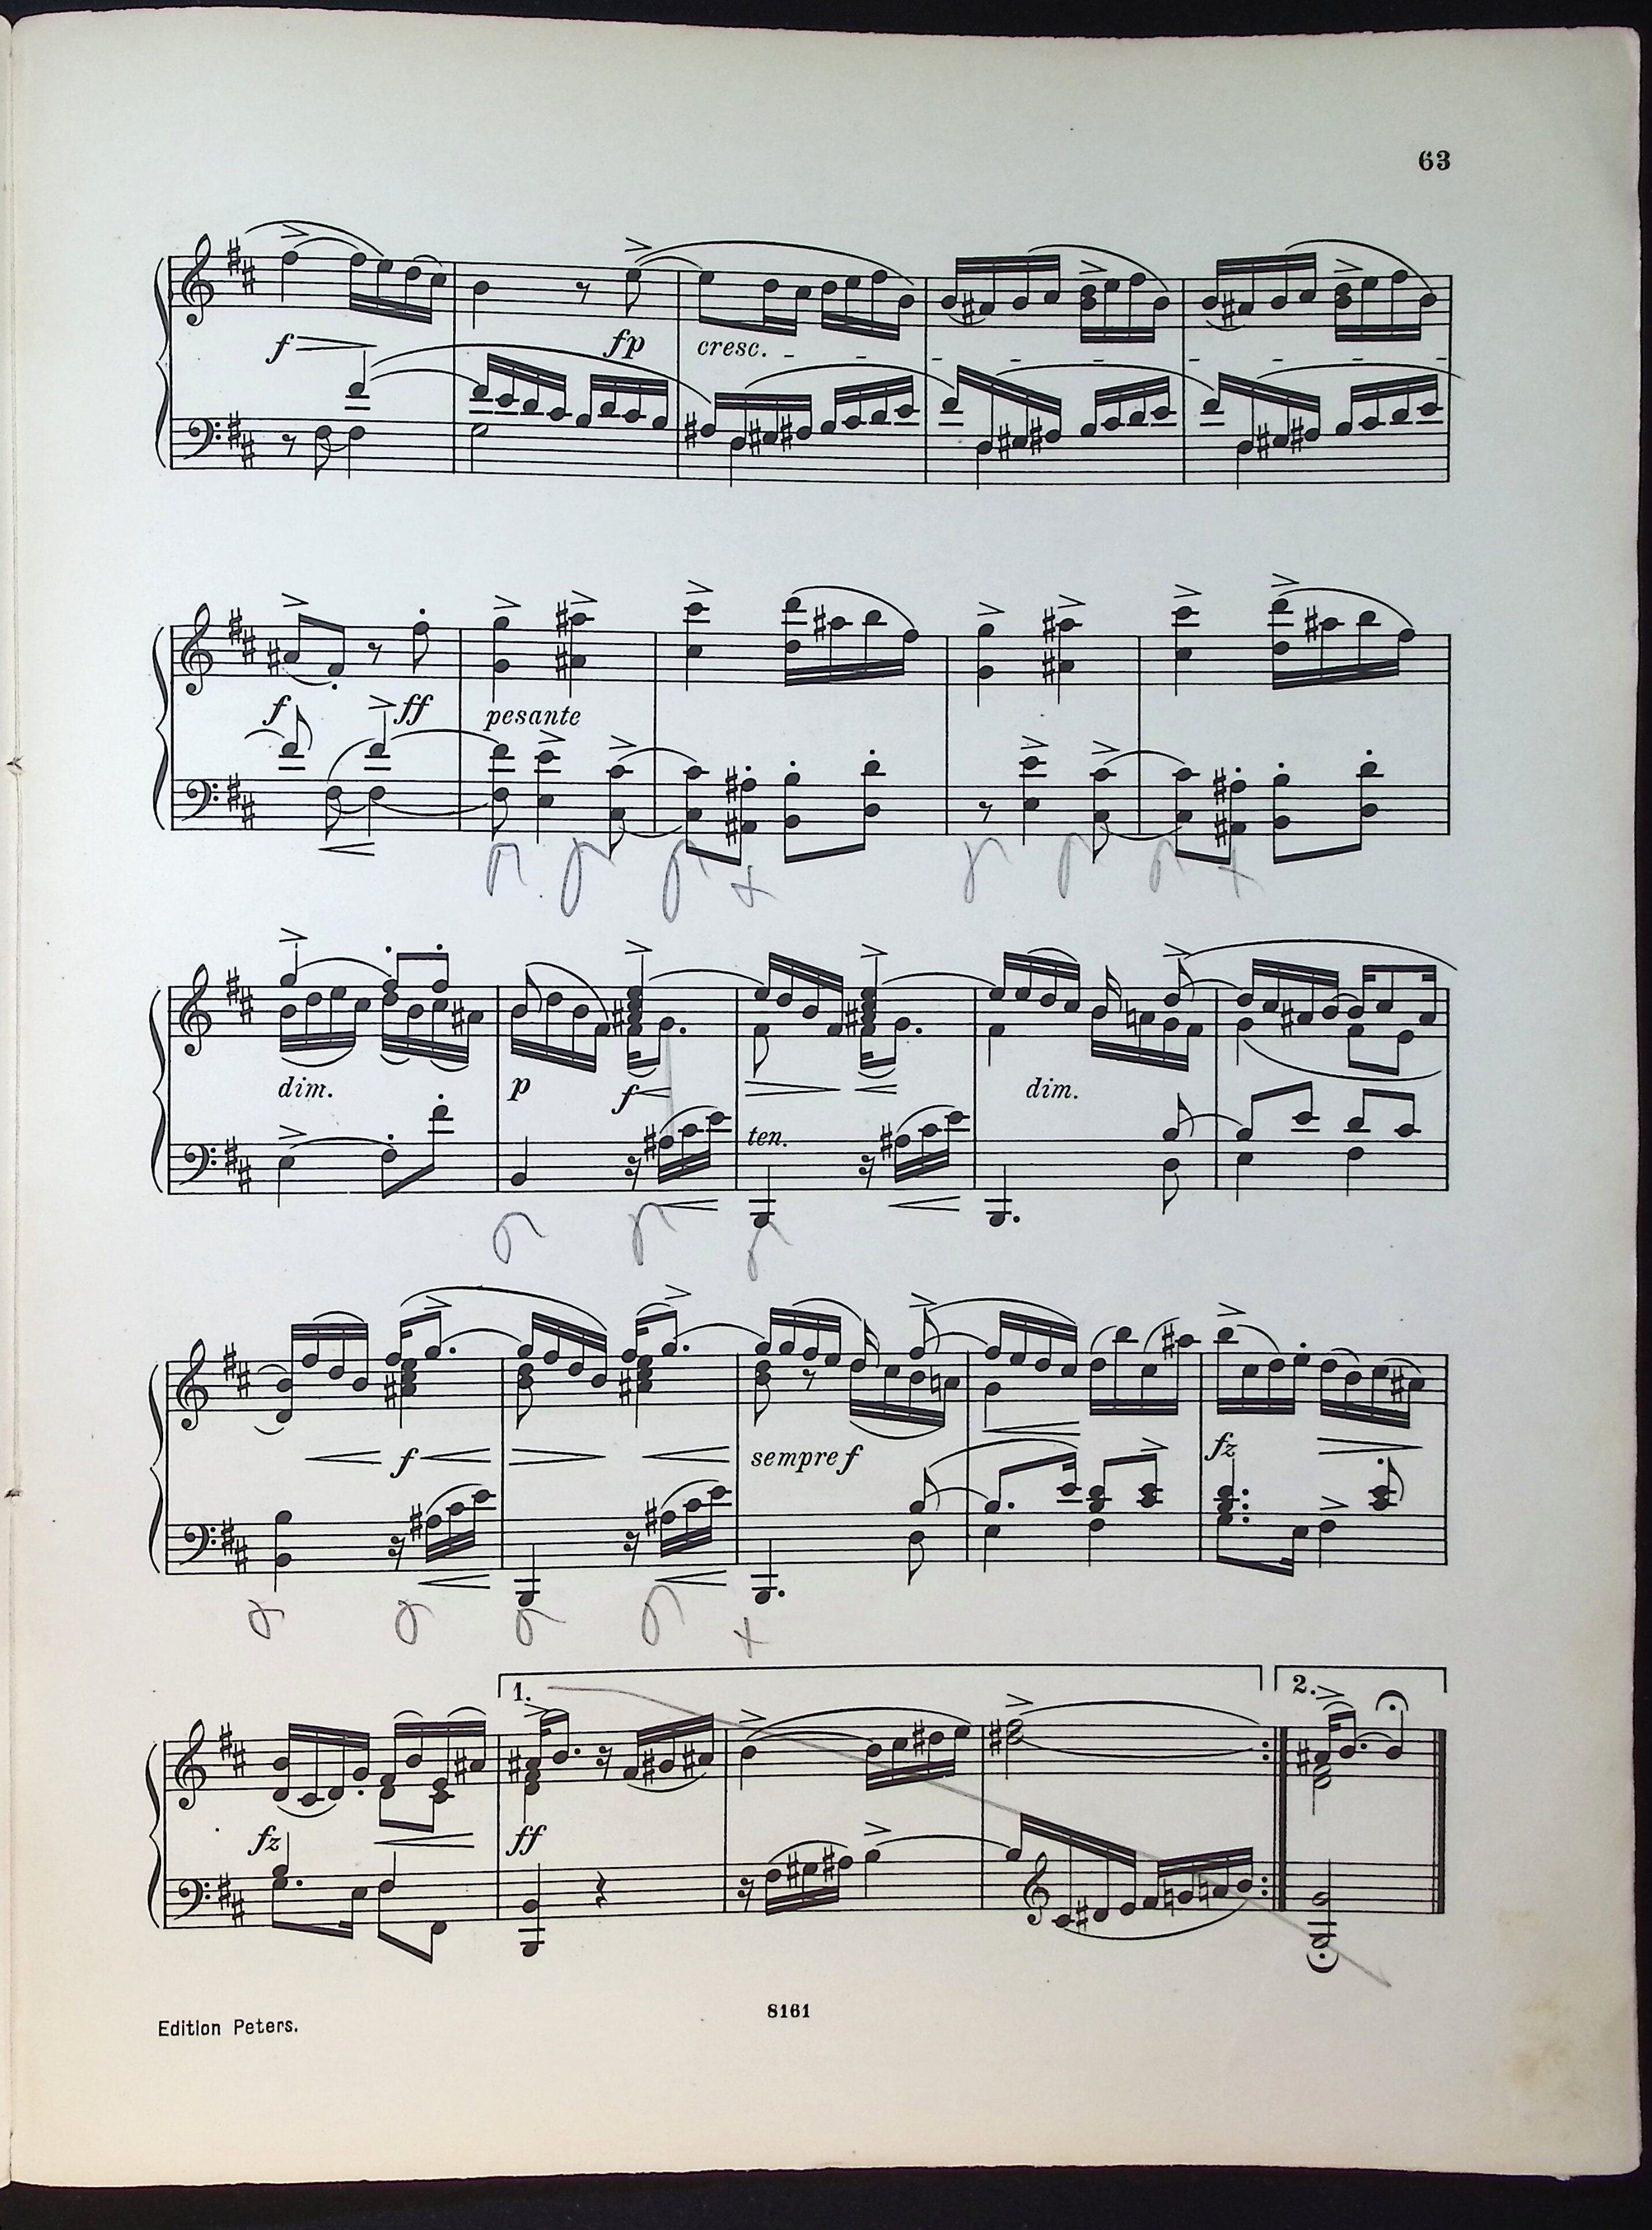 63
f fp cresc.
f ff pesante
dim. p f dim.
ten.
f sempre f fz
1. 2.
fz ff
8161
Edition Peters.